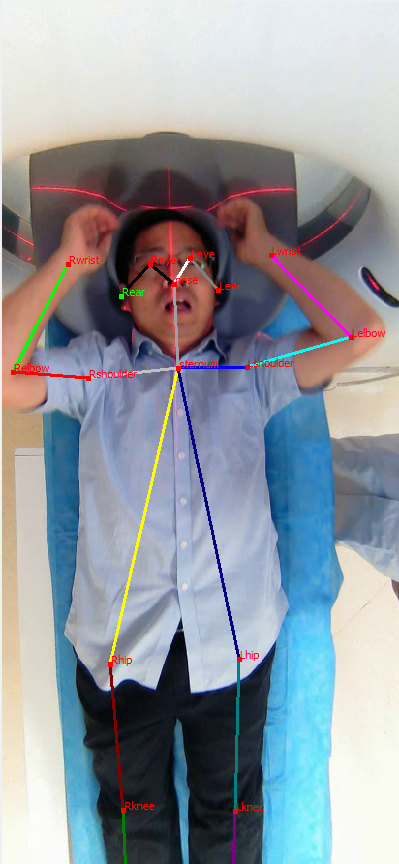 Reye
Leye
Rwrist
Lwrist
nose
Rear
Lear
Lelbow
Relbow
Rshoulder
sternum
Lshoulder
Rhip
Lhip
Rknee
Lknee